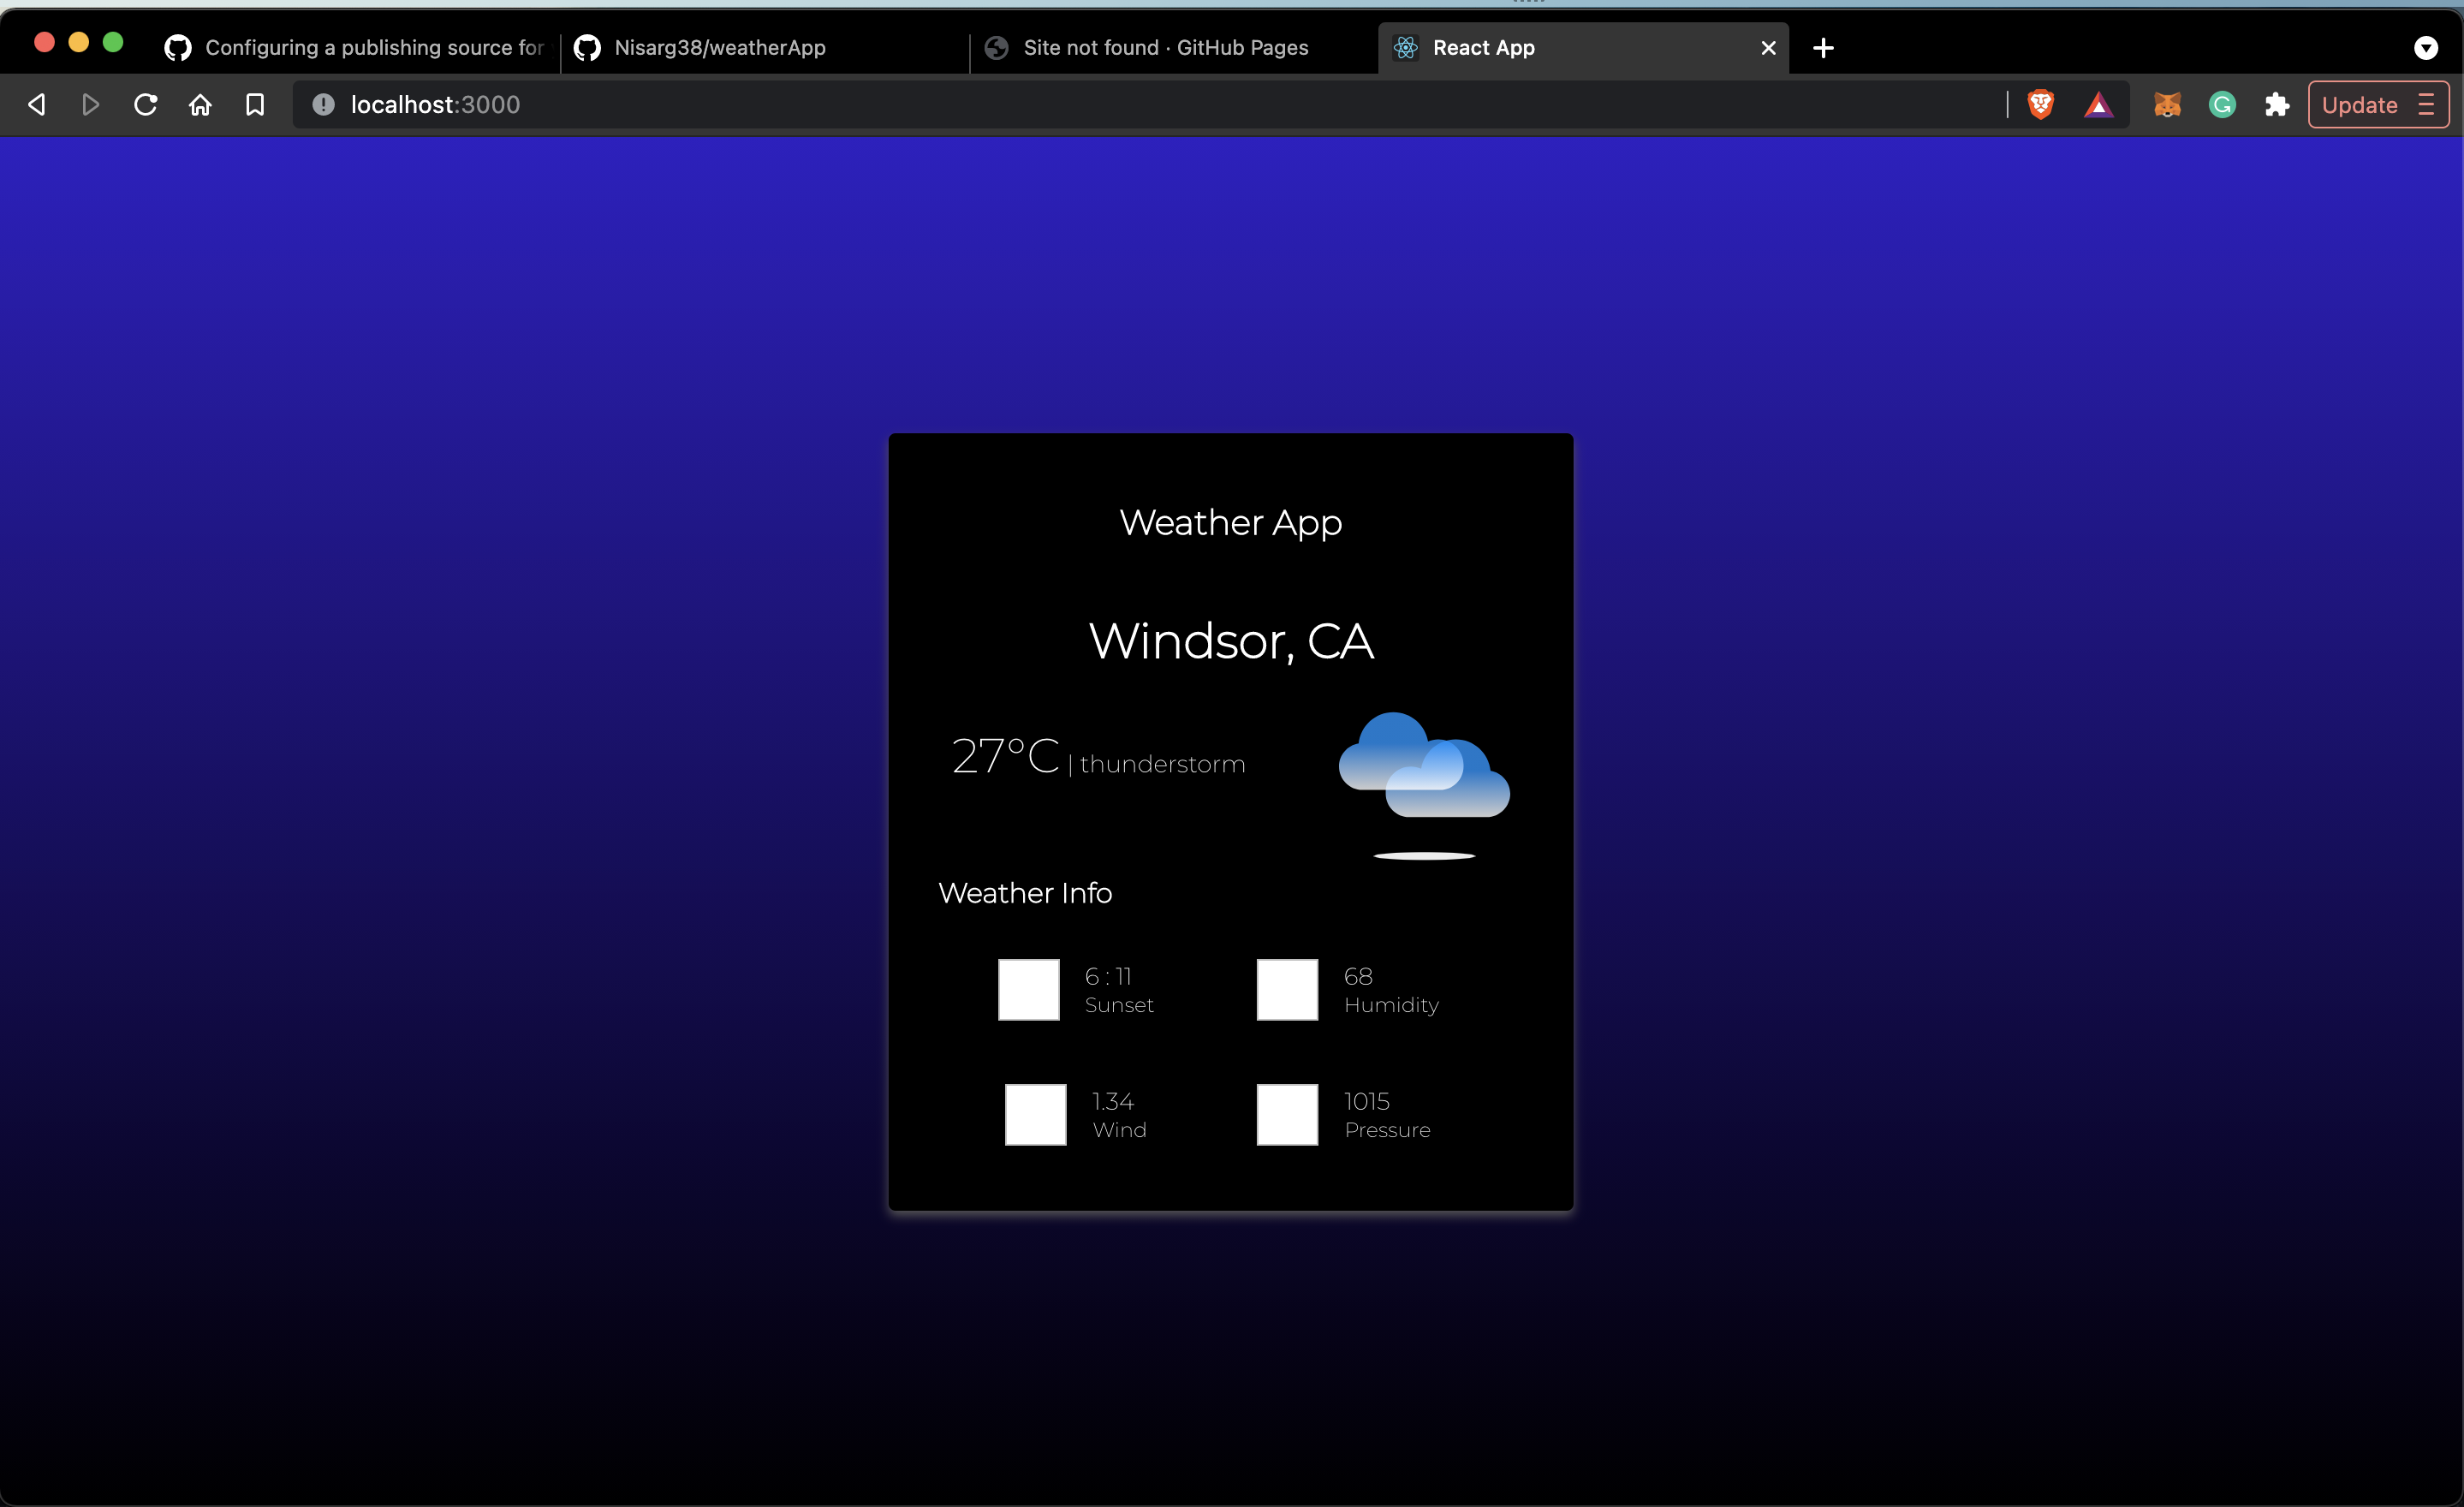 Configuring a publishing source for
Nisarg38/weatherApp
Site not found · GitHub Pages
React App
localhost:3000
Update
Weather App
Windsor, CA
27°C | thunderstorm
Weather Info
6 : 11
Sunset
68
Humidity
1.34
Wind
1015
Pressure